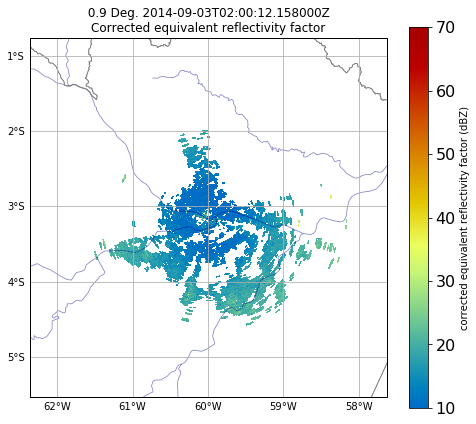 0.9 Deg. 2014-09-03T02:00:12.158000Z
Corrected equivalent reflectivity factor
1°S
2°S
3°S
4°S
5°S
62°W
61°W
60°W
59°W
58°W
70
60
50
40
30
20
10
corrected equivalent reflectivity factor (dBZ)